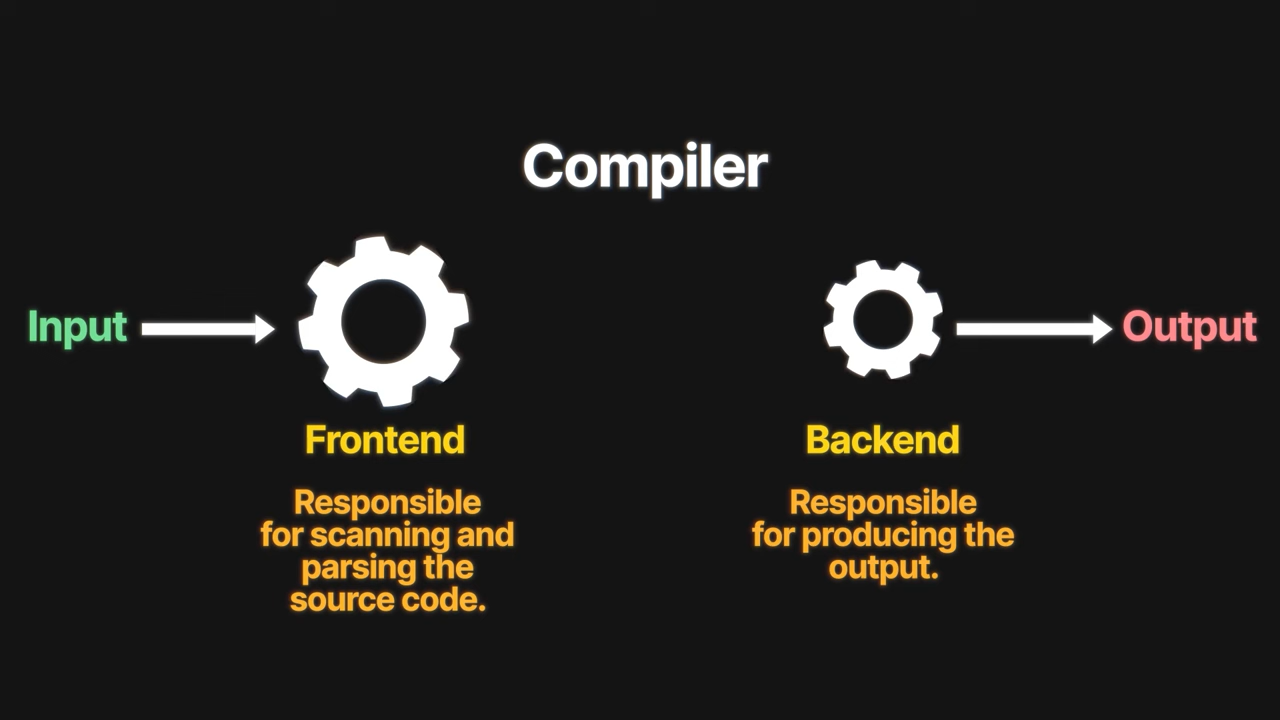 Compiler
Input
Output
Frontend
Responsible
for scanning and
parsing the
source code.
Backend
Responsible
for producing the
output.